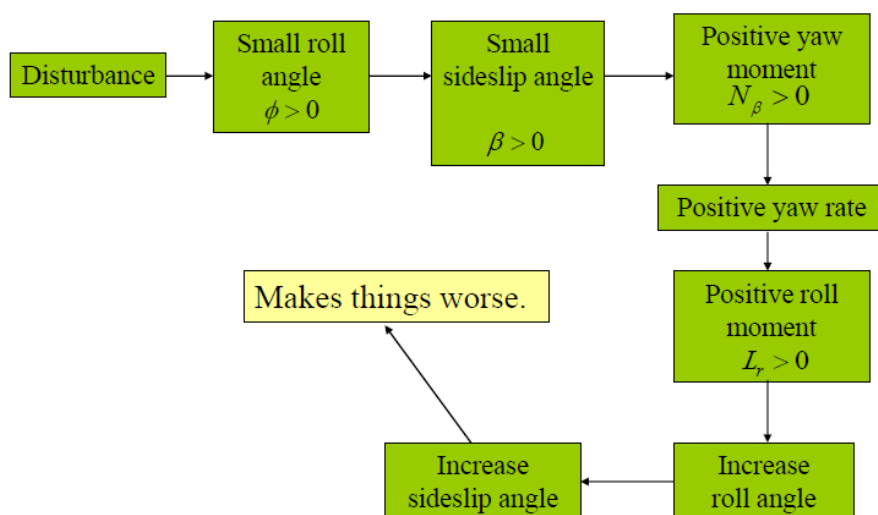 Disturbance
Small roll
angle
ϕ > 0
Small
sideslip angle
β > 0
Positive yaw
moment
N_β > 0
Positive yaw rate
Positive roll
moment
L_r > 0
Increase
roll angle
Increase
sideslip angle
Makes things worse.